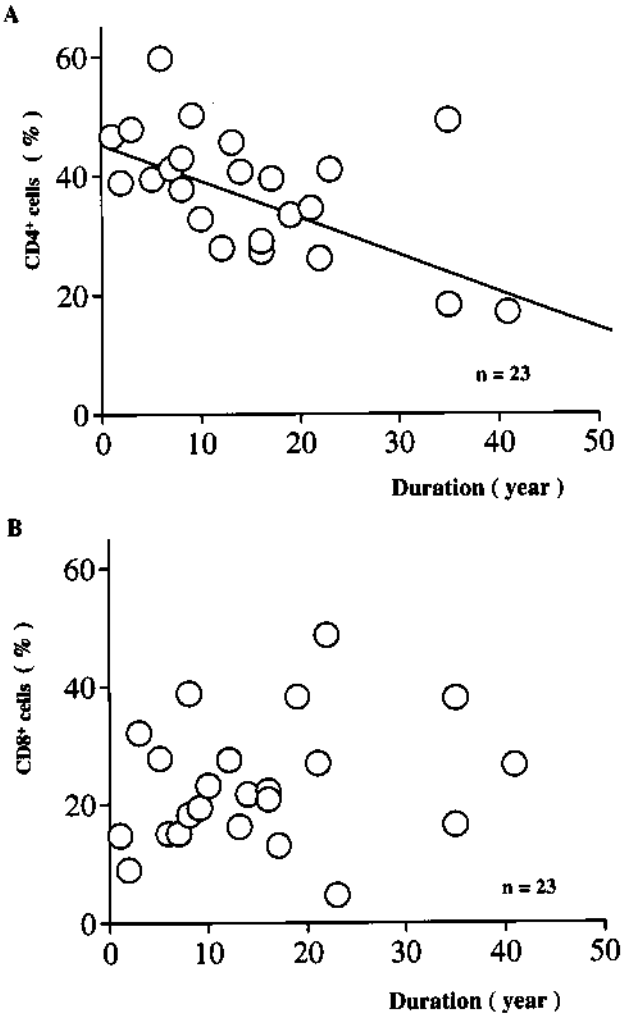 A
CD4⁺ cells ( % )
60
40
20
0
n = 23
0 10 20 30 40 50
Duration ( year )
B
CD8⁺ cells ( % )
60
40
20
0
n = 23
0 10 20 30 40 50
Duration ( year )